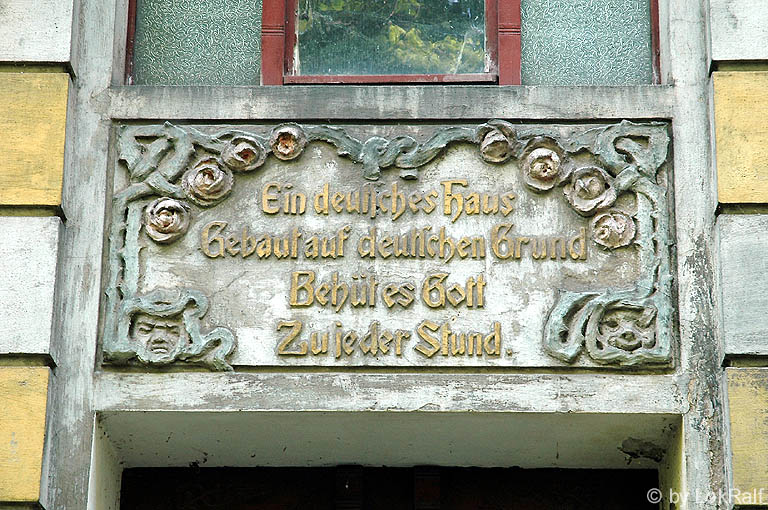 Ein deutsches Haus
Gebaut auf deutschen Grund
Behüt es Gott
Zu jeder Stund.
© by LokRalf